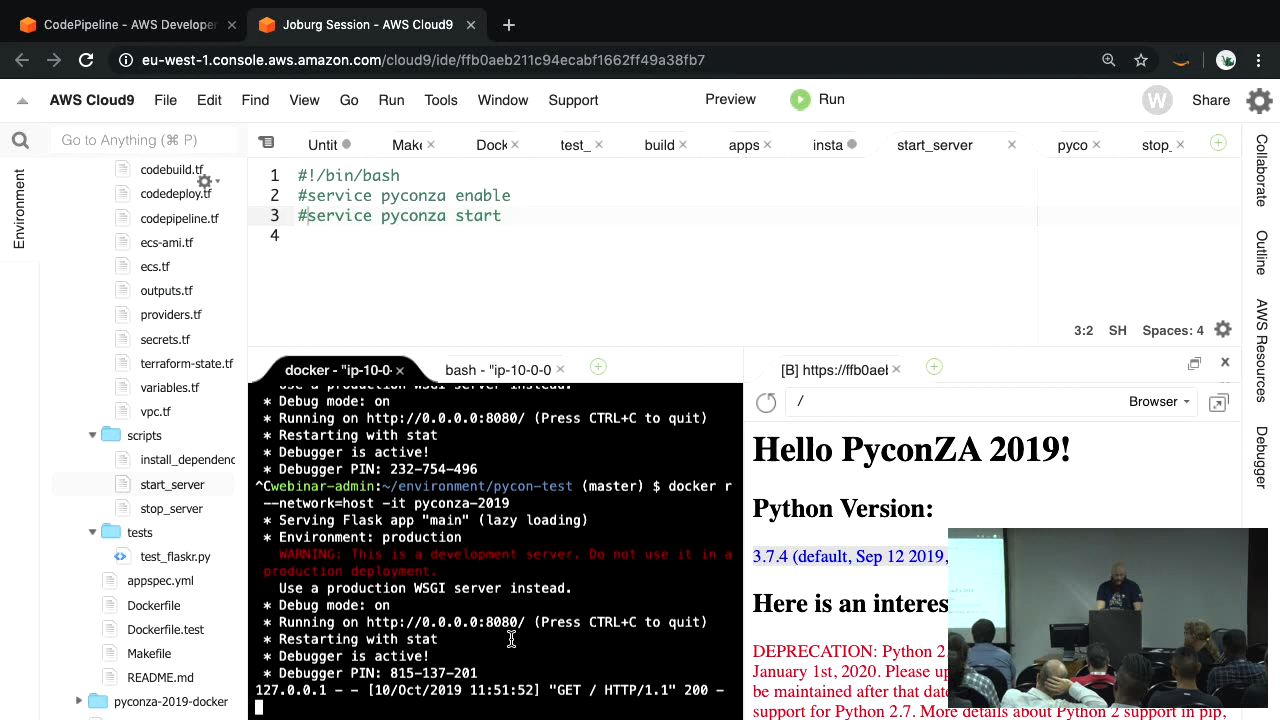 CodePipeline - AWS Developer
Joburg Session - AWS Cloud9
eu-west-1.console.aws.amazon.com/cloud9/ide/ffb0aeb211c94ecabf1662ff49a38fb7
AWS Cloud9 File Edit Find View Go Run Tools Window Support Preview Run W Share
Go to Anything (⌘ P)
Untit Make Dock test_ build apps insta start_server pyco stop_
Environment
codebuild.tf
codedeploy.tf
codepipeline.tf
ecs-ami.tf
ecs.tf
outputs.tf
providers.tf
secrets.tf
terraform-state.tf
variables.tf
vpc.tf
scripts
install_dependenc
start_server
stop_server
tests
test_flaskr.py
appspec.yml
Dockerfile
Dockerfile.test
Makefile
README.md
pyconza-2019-docker
1 #!/bin/bash
2 #service pyconza enable
3 #service pyconza start
4
3:2 SH Spaces: 4
docker - "ip-10-0- bash - "ip-10-0-0
Use a production WSGI server instead.
* Debug mode: on
* Running on http://0.0.0.0:8080/ (Press CTRL+C to quit)
* Restarting with stat
* Debugger is active!
* Debugger PIN: 232-754-496
^Cwebinar-admin:~/environment/pycon-test (master) $ docker r
--network=host -it pyconza-2019
* Serving Flask app "main" (lazy loading)
* Environment: production
WARNING: This is a development server. Do not use it in a
production deployment.
Use a production WSGI server instead.
* Debug mode: on
* Running on http://0.0.0.0:8080/ (Press CTRL+C to quit)
* Restarting with stat
* Debugger is active!
* Debugger PIN: 815-137-201
127.0.0.1 - - [10/Oct/2019 11:51:52] "GET / HTTP/1.1" 200 -
[B] https://ffb0ael
/ Browser
Hello PyconZA 2019!
Python Version:
3.7.4 (default, Sep 12 2019,
Here is an interes
DEPRECATION: Python 2.
January 1st, 2020. Please up
be maintained after that date
support for Python 2.7. More details about Python 2 support in pip,
Collaborate
Outline
AWS Resources
Debugger